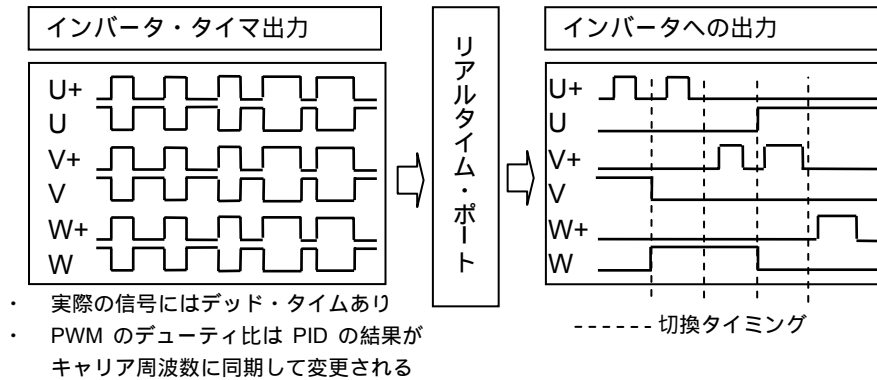 インバータ・タイマ出力
U+
U
V+
V
W+
W
・ 実際の信号にはデッド・タイムあり
・ PWM のデューティ比は PID の結果が
キャリア周波数に同期して変更される
リアルタイム・ポート
インバータへの出力
U+
U
V+
V
W+
W
------ 切換タイミング